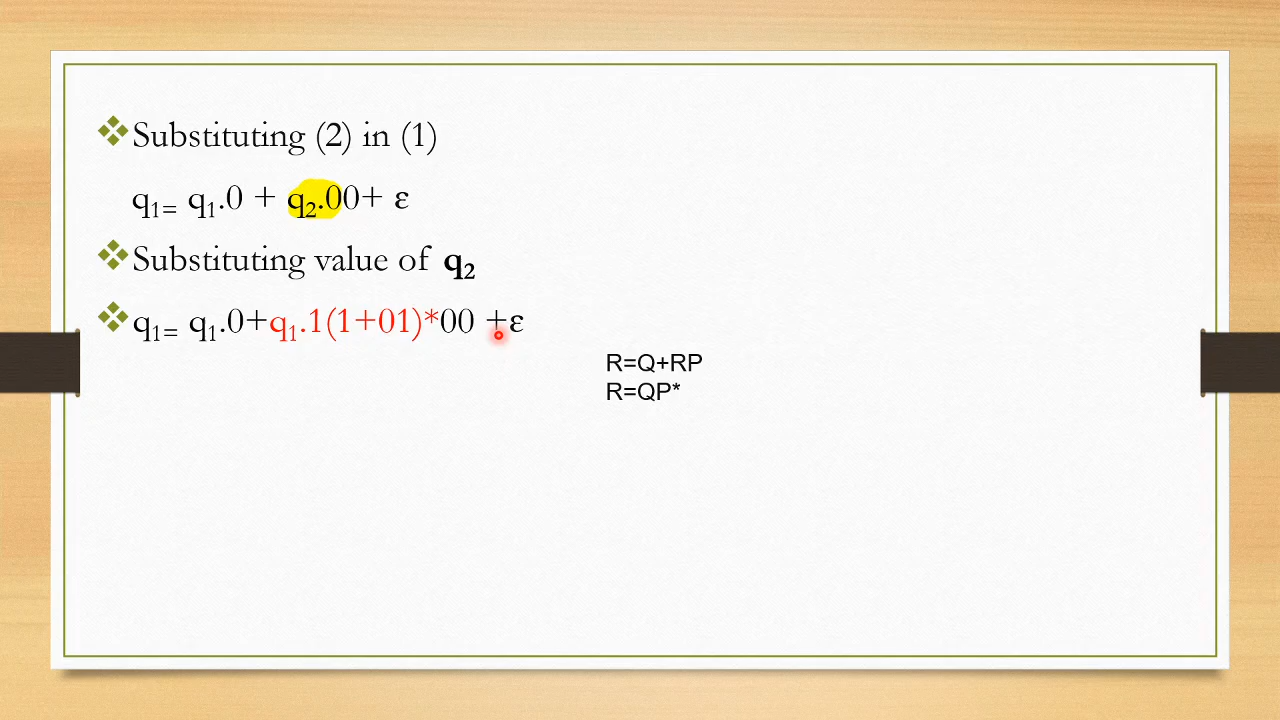 Substituting (2) in (1)
q₁₌ q₁.0 + q₂.00+ ε
Substituting value of q₂
q₁₌ q₁.0+q₁.1(1+01)*00 +ε
R=Q+RP
R=QP*